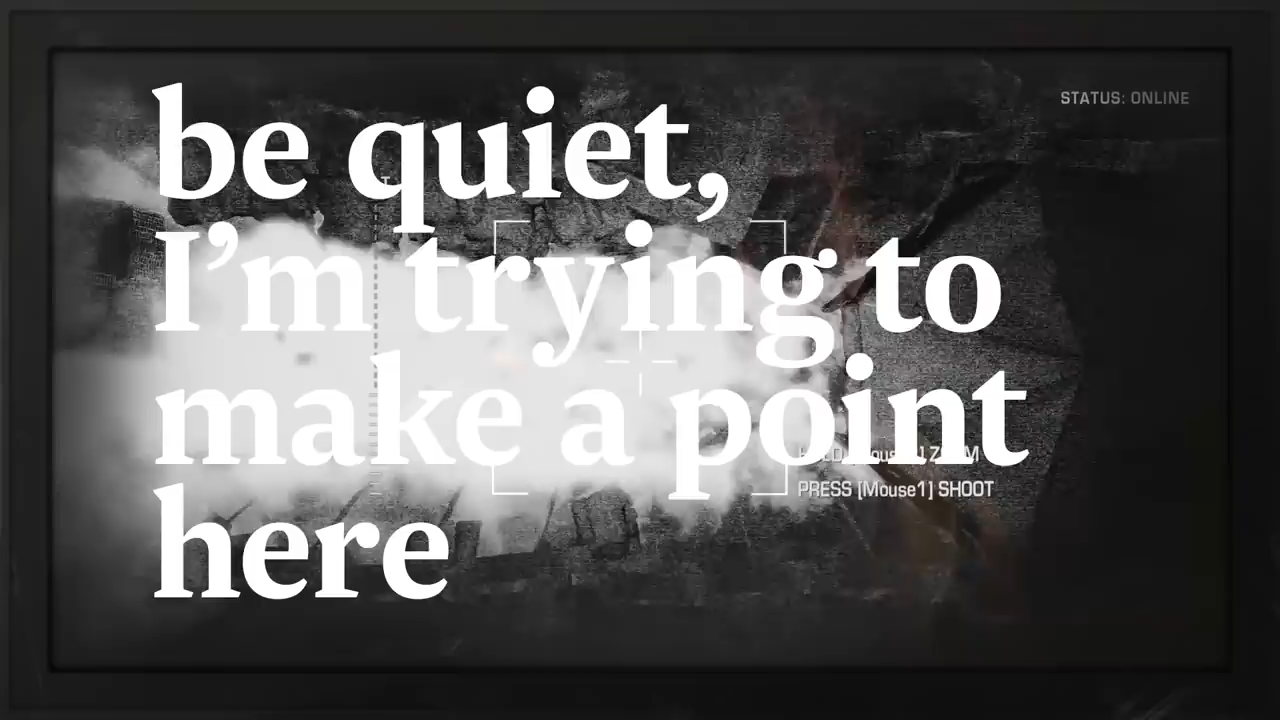 STATUS: ONLINE
be quiet,
I'm trying to
make a point
here
PRESS [Mouse1] SHOOT